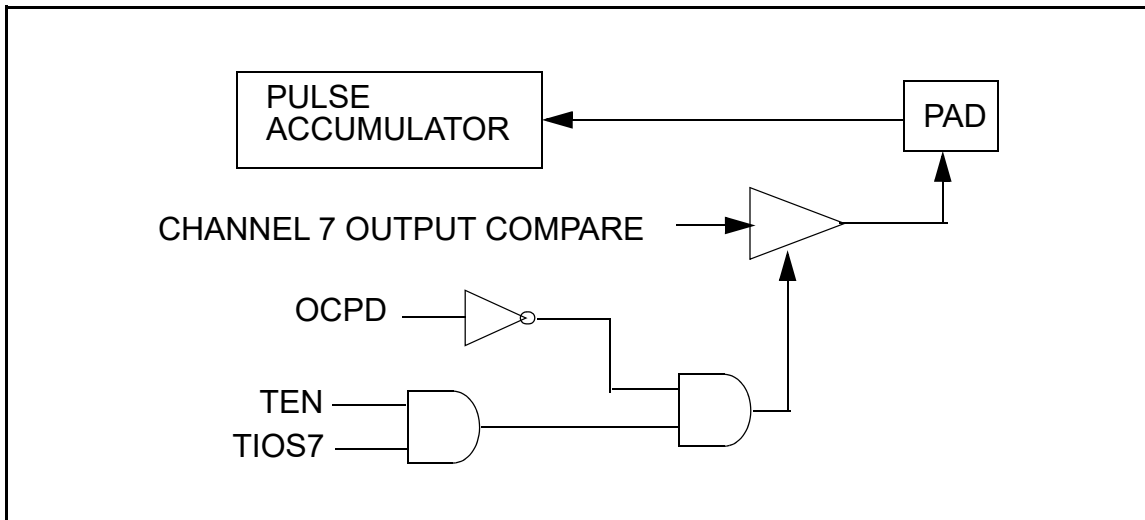 PULSE
ACCUMULATOR
PAD
CHANNEL 7 OUTPUT COMPARE
OCPD
TEN
TIOS7